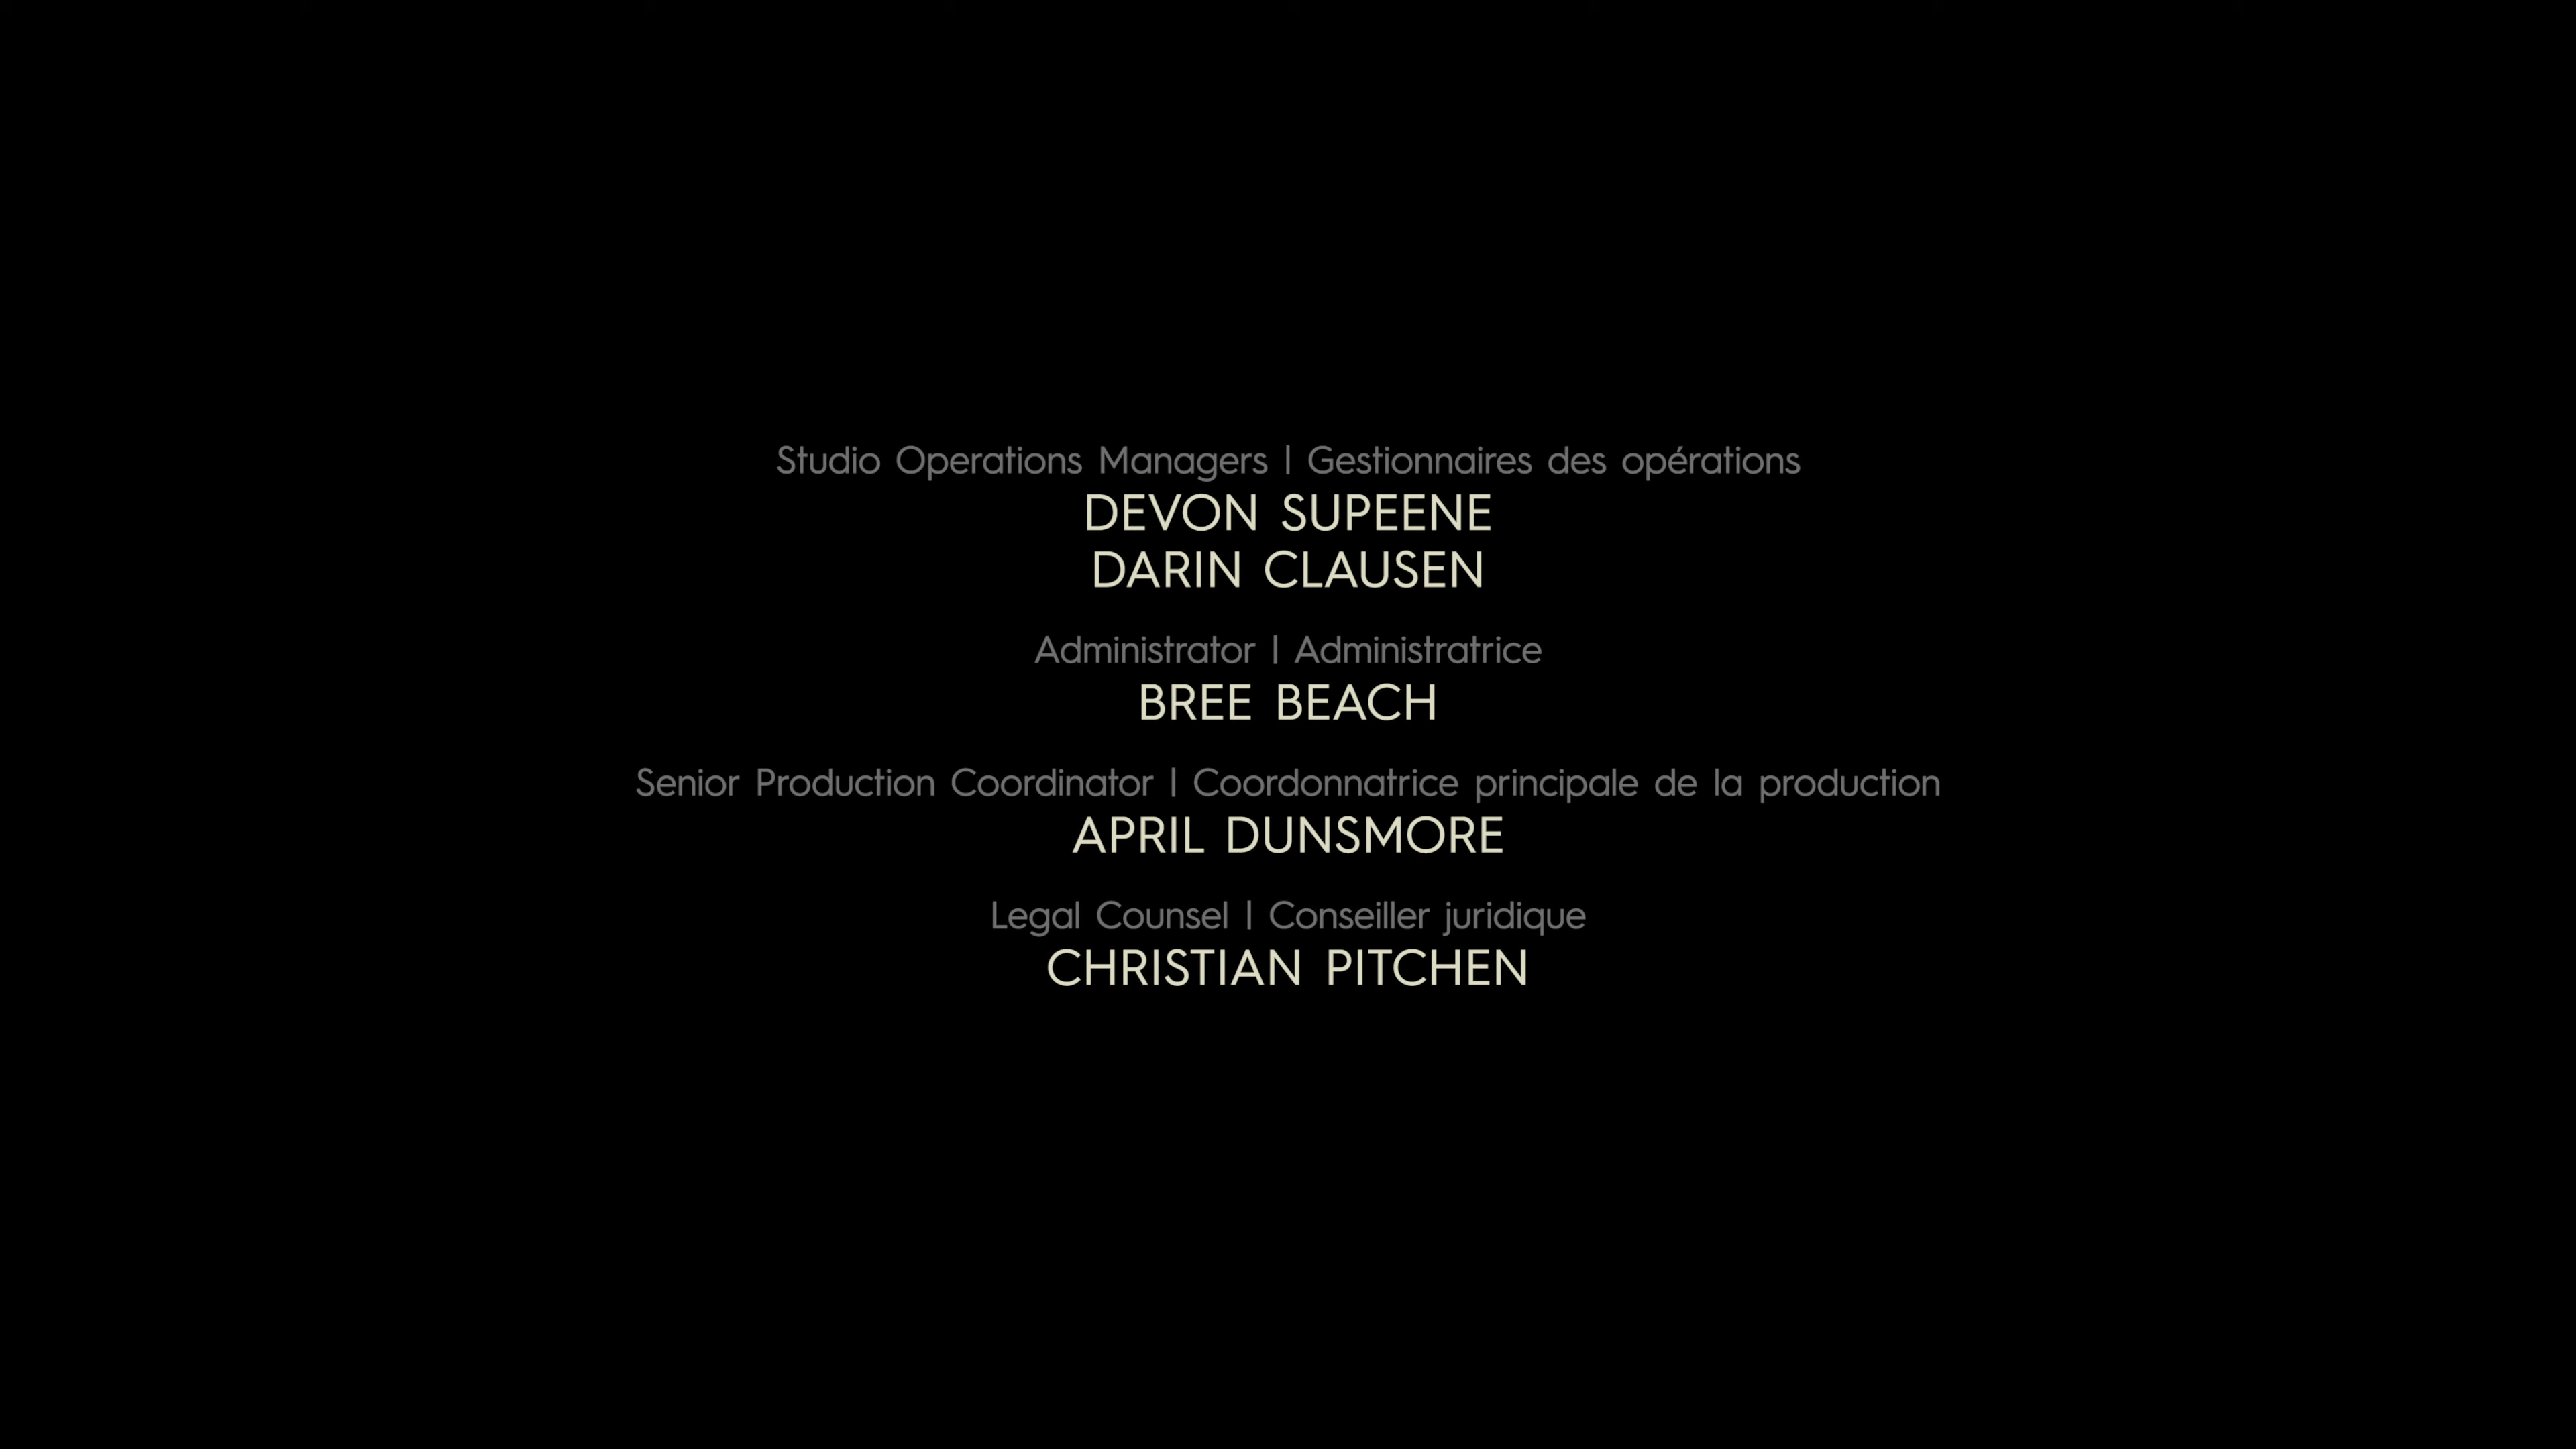 Studio Operations Managers | Gestionnaires des opérations
DEVON SUPEENE
DARIN CLAUSEN
Administrator | Administratrice
BREE BEACH
Senior Production Coordinator | Coordonnatrice principale de la production
APRIL DUNSMORE
Legal Counsel | Conseiller juridique
CHRISTIAN PITCHEN